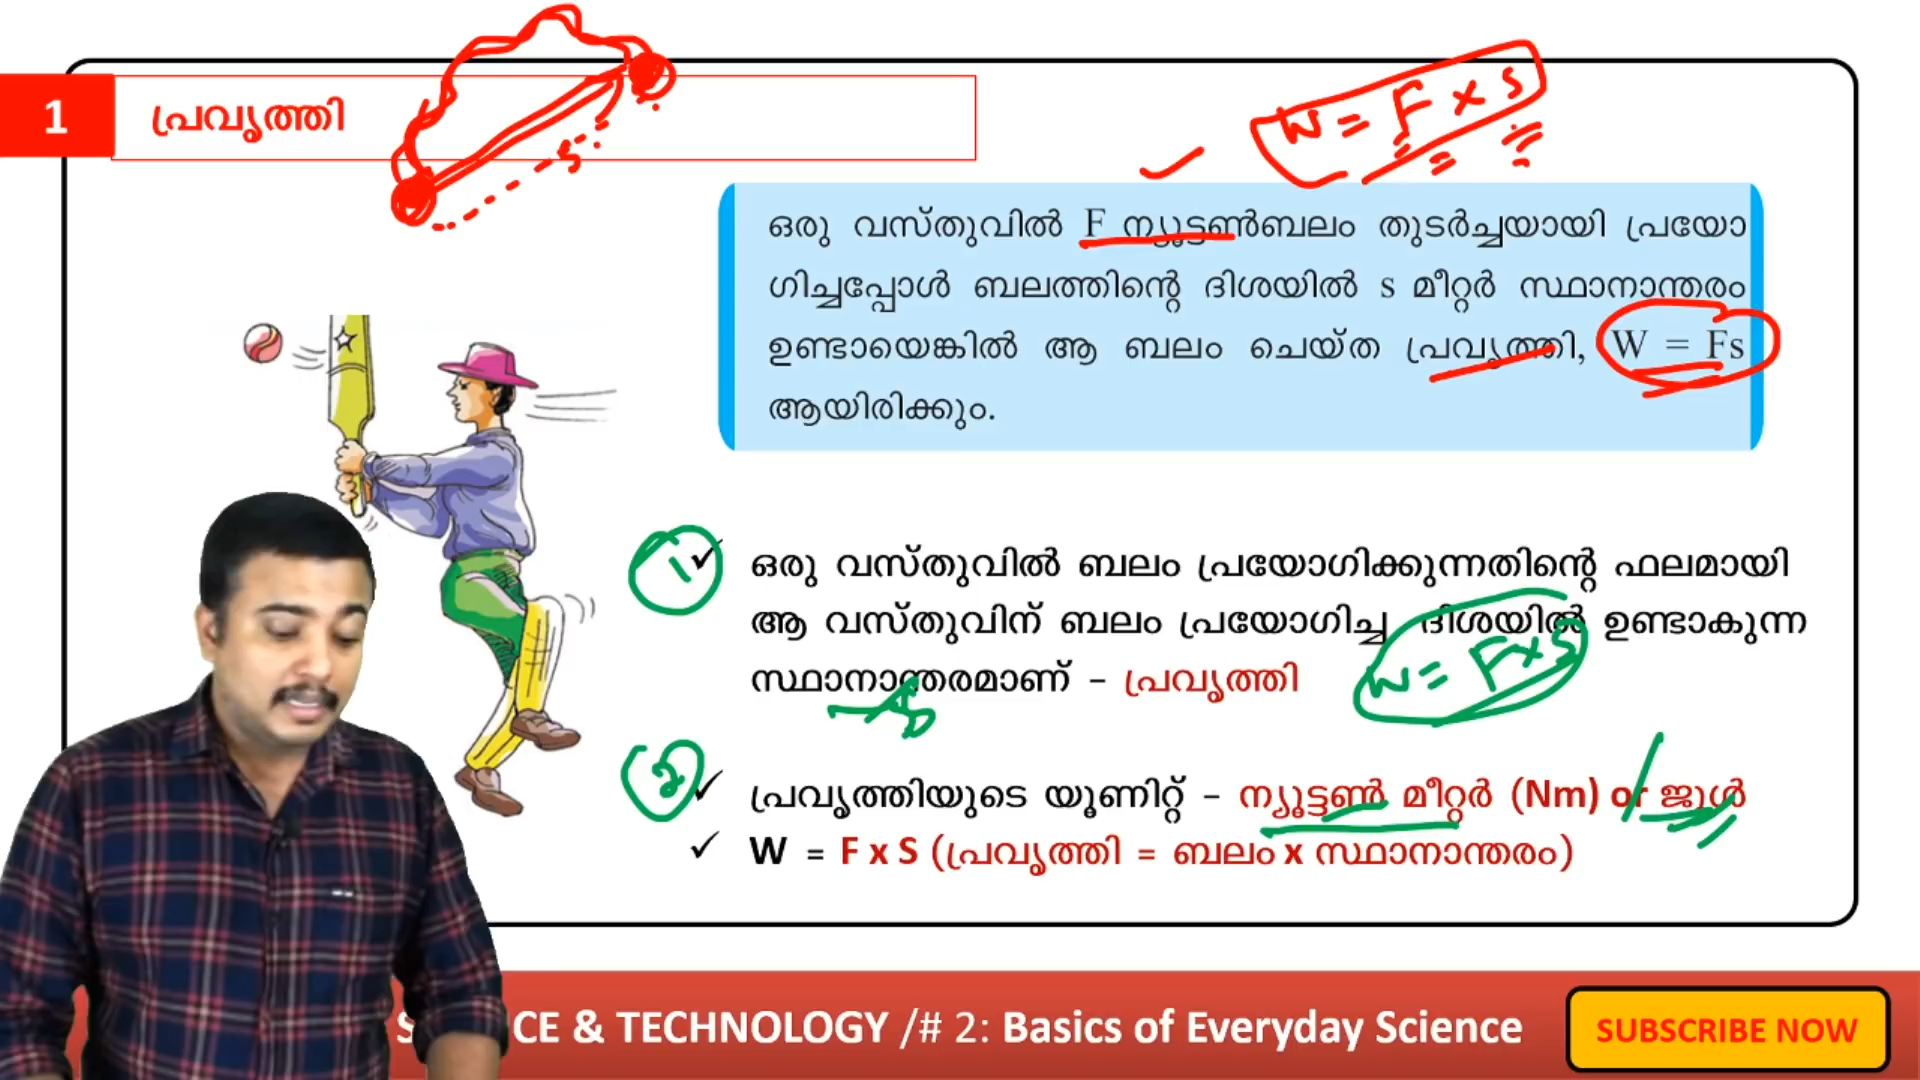 1 പ്രവൃത്തി
S
W = F x S
ഒരു വസ്തുവിൽ F ന്യൂട്ടൺബലം തുടർച്ചയായി പ്രയോ
ഗിച്ചപ്പോൾ ബലത്തിന്റെ ദിശയിൽ s മീറ്റർ സ്ഥാനാന്തരം
ഉണ്ടായെങ്കിൽ ആ ബലം ചെയ്ത പ്രവൃത്തി, W = Fs
ആയിരിക്കും.
1 ✓ ഒരു വസ്തുവിൽ ബലം പ്രയോഗിക്കുന്നതിന്റെ ഫലമായി
ആ വസ്തുവിന് ബലം പ്രയോഗിച്ച ദിശയിൽ ഉണ്ടാകുന്ന
സ്ഥാനാന്തരമാണ് – പ്രവൃത്തി
W = F x S
2 ✓ പ്രവൃത്തിയുടെ യൂണിറ്റ് – ന്യൂട്ടൺ മീറ്റർ (Nm) or ജൂൾ
✓ W = F x S (പ്രവൃത്തി = ബലം x സ്ഥാനാന്തരം)
CE & TECHNOLOGY /# 2: Basics of Everyday Science
SUBSCRIBE NOW